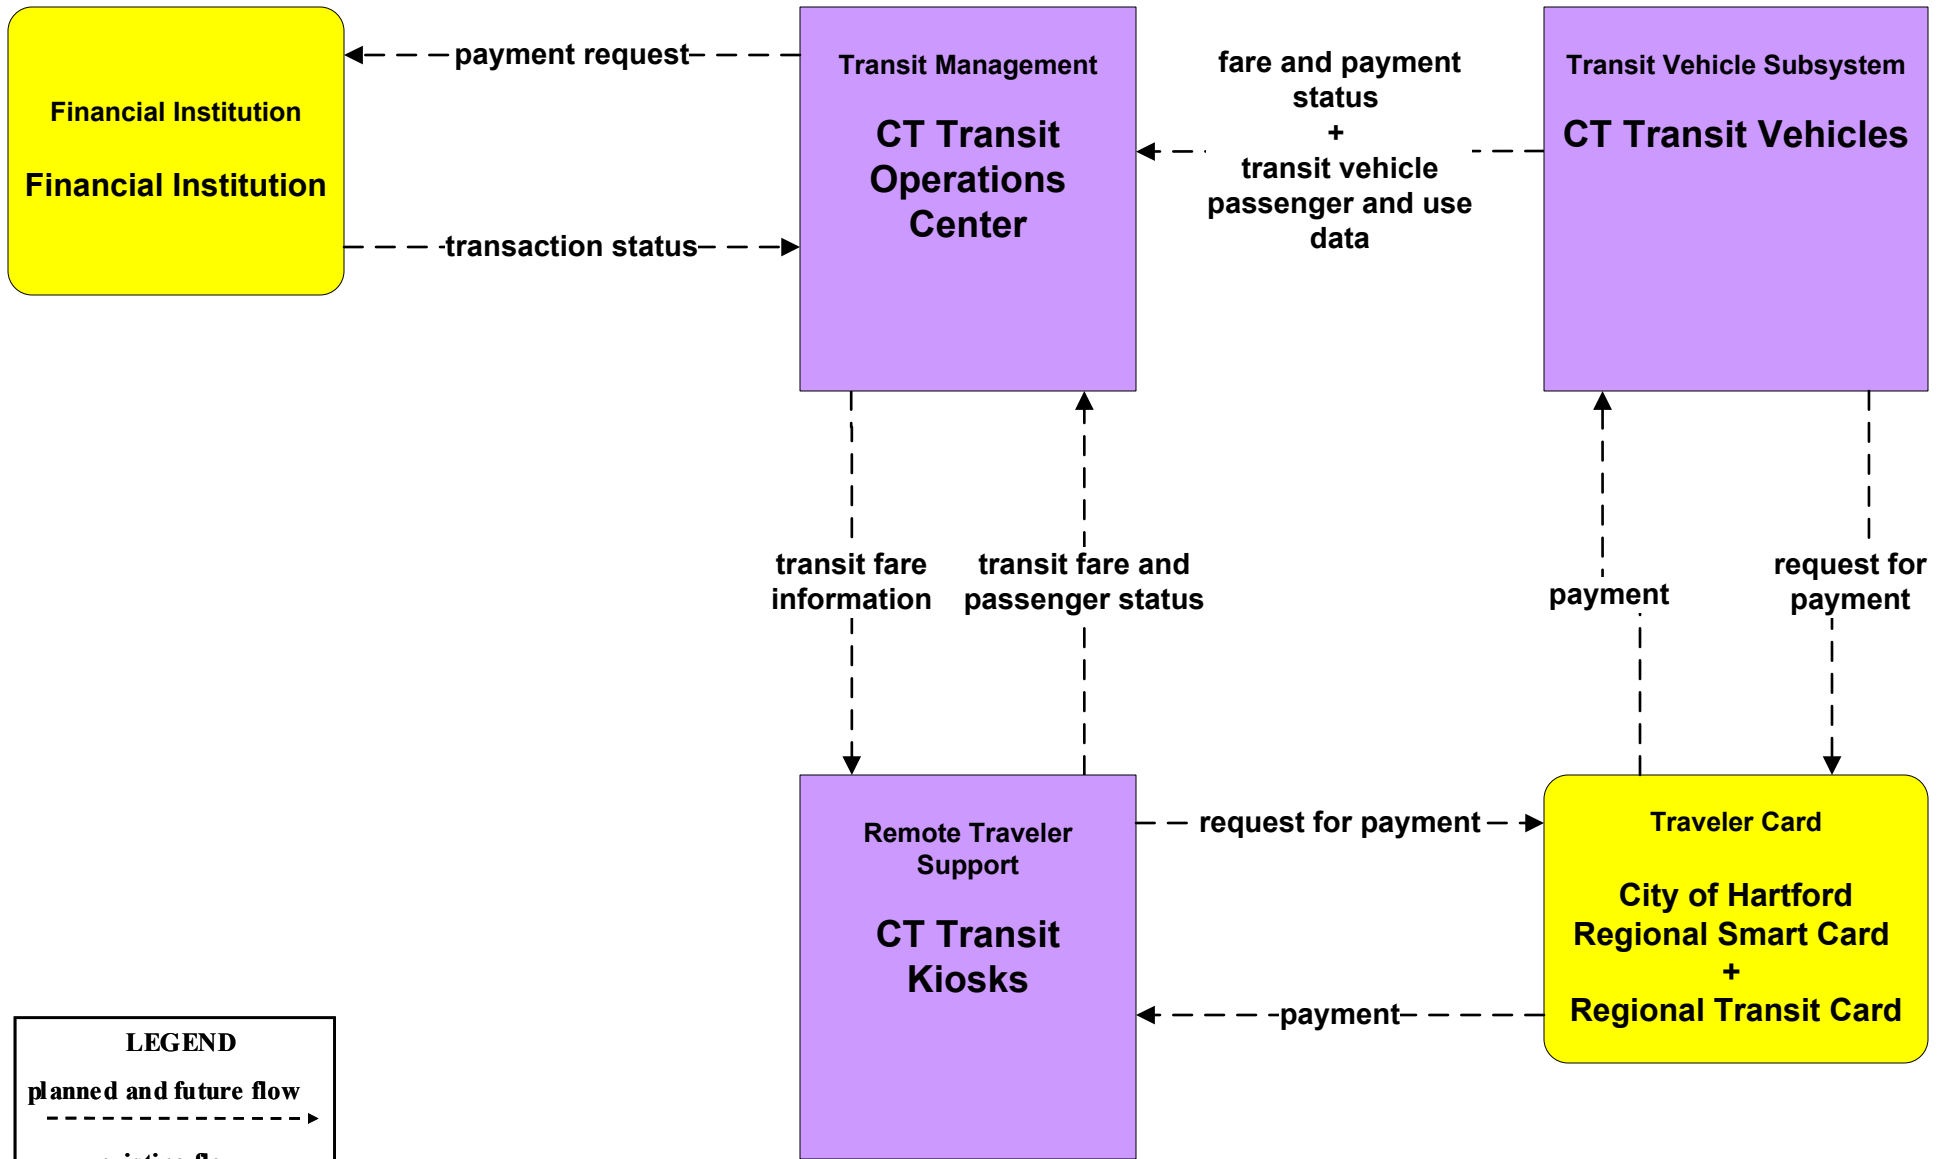 Financial Institution
Financial Institution
payment request
transaction status
Transit Management
CT Transit
Operations
Center
fare and payment
status
+
transit vehicle
passenger and use
data
Transit Vehicle Subsystem
CT Transit Vehicles
transit fare
information
transit fare and
passenger status
payment
request for
payment
Remote Traveler
Support
CT Transit
Kiosks
request for payment
payment
Traveler Card
City of Hartford
Regional Smart Card
+
Regional Transit Card
LEGEND
planned and future flow